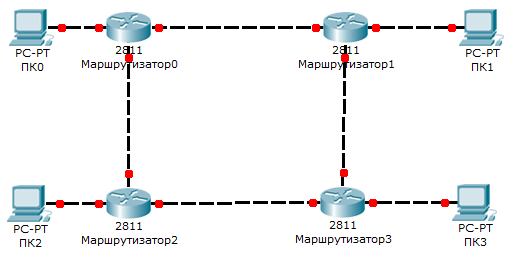 PC-PT
ПК0
2811
Маршрутизатор0
2811
Маршрутизатор1
PC-PT
ПК1
PC-PT
ПК2
2811
Маршрутизатор2
2811
Маршрутизатор3
PC-PT
ПК3